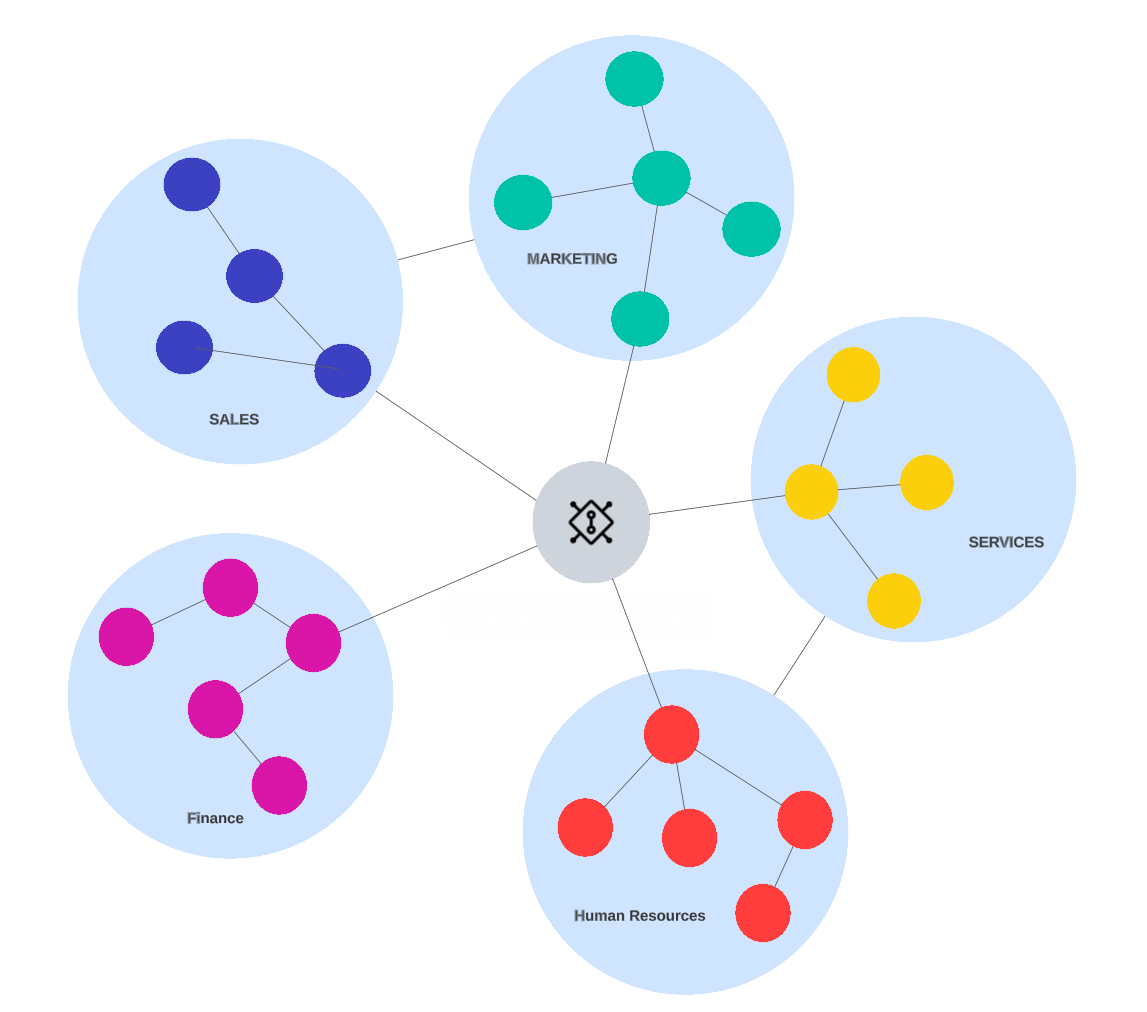 MARKETING
SALES
SERVICES
Finance
Human Resources